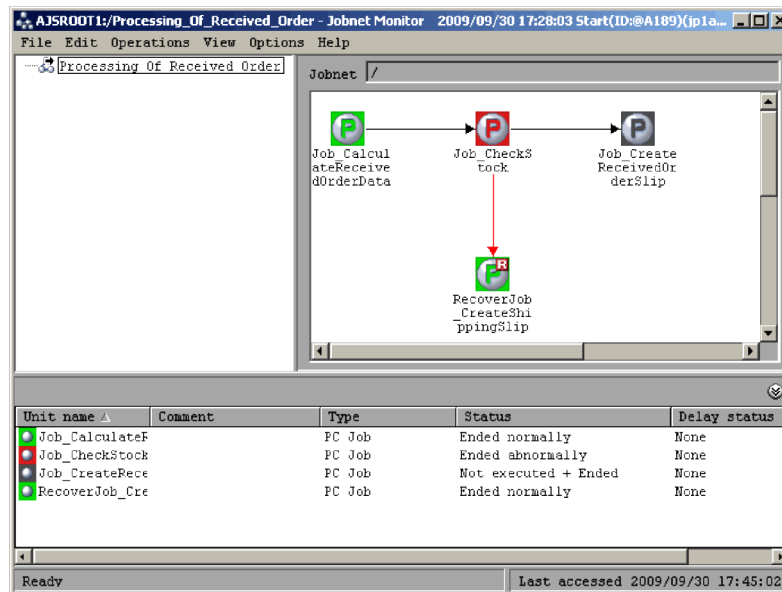 AJSROOT1:/Processing_Of_Received_Order - Jobnet Monitor 2009/09/30 17:28:03 Start(ID:@A189)(jp1a...
File Edit Operations View Options Help
Processing Of Received Order
Jobnet /
Job_Calcul
ateReceive
dOrderData
Job_CheckS
tock
Job_Create
ReceivedOr
derSlip
RecoverJob
_CreateShi
ppingSlip
Unit name Comment Type Status Delay status
Job_CalculateR PC Job Ended normally None
Job_CheckStock PC Job Ended abnormally None
Job_CreateRece PC Job Not executed + Ended None
RecoverJob_Cre PC Job Ended normally None
Ready Last accessed 2009/09/30 17:45:02